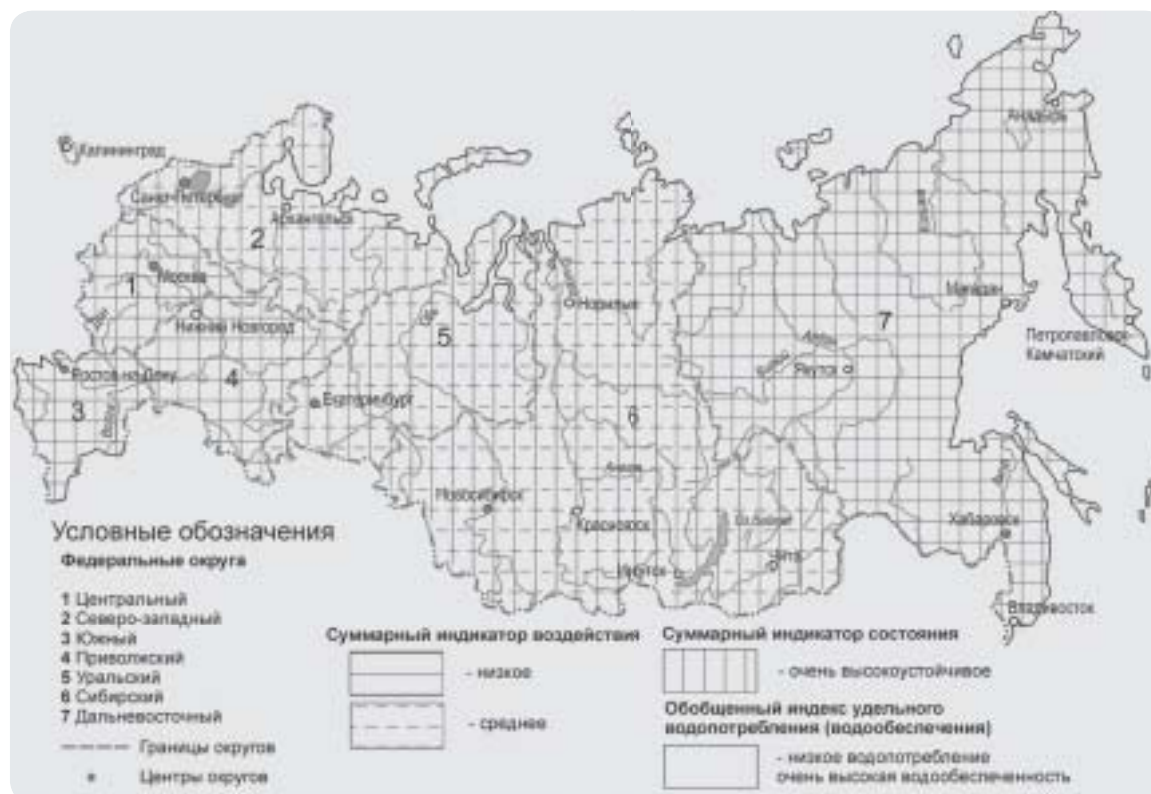 Анадырь
Калининград
Санкт-Петербург
Архангельск
2
Москва
1
Магадан
Норильск
Дон
Нижний Новгород
Обь
5
7
Петропавловск-
Камчатский
Ростов-на-Дону
4
Якутск
3
Екатеринбург
6
Новосибирск
Красноярск
Хабаровск
Иркутск
Чита
Владивосток
Условные обозначения
Федеральные округа
1 Центральный
2 Северо-западный
3 Южный
4 Приволжский
5 Уральский
6 Сибирский
7 Дальневосточный
Границы округов
Центры округов
Суммарный индикатор воздействия
- низкое
- среднее
Суммарный индикатор состояния
- очень высокоустойчивое
Обобщенный индекс удельного
водопотребления (водообеспечения)
- низкое водопотребление
очень высокая водообеспеченность